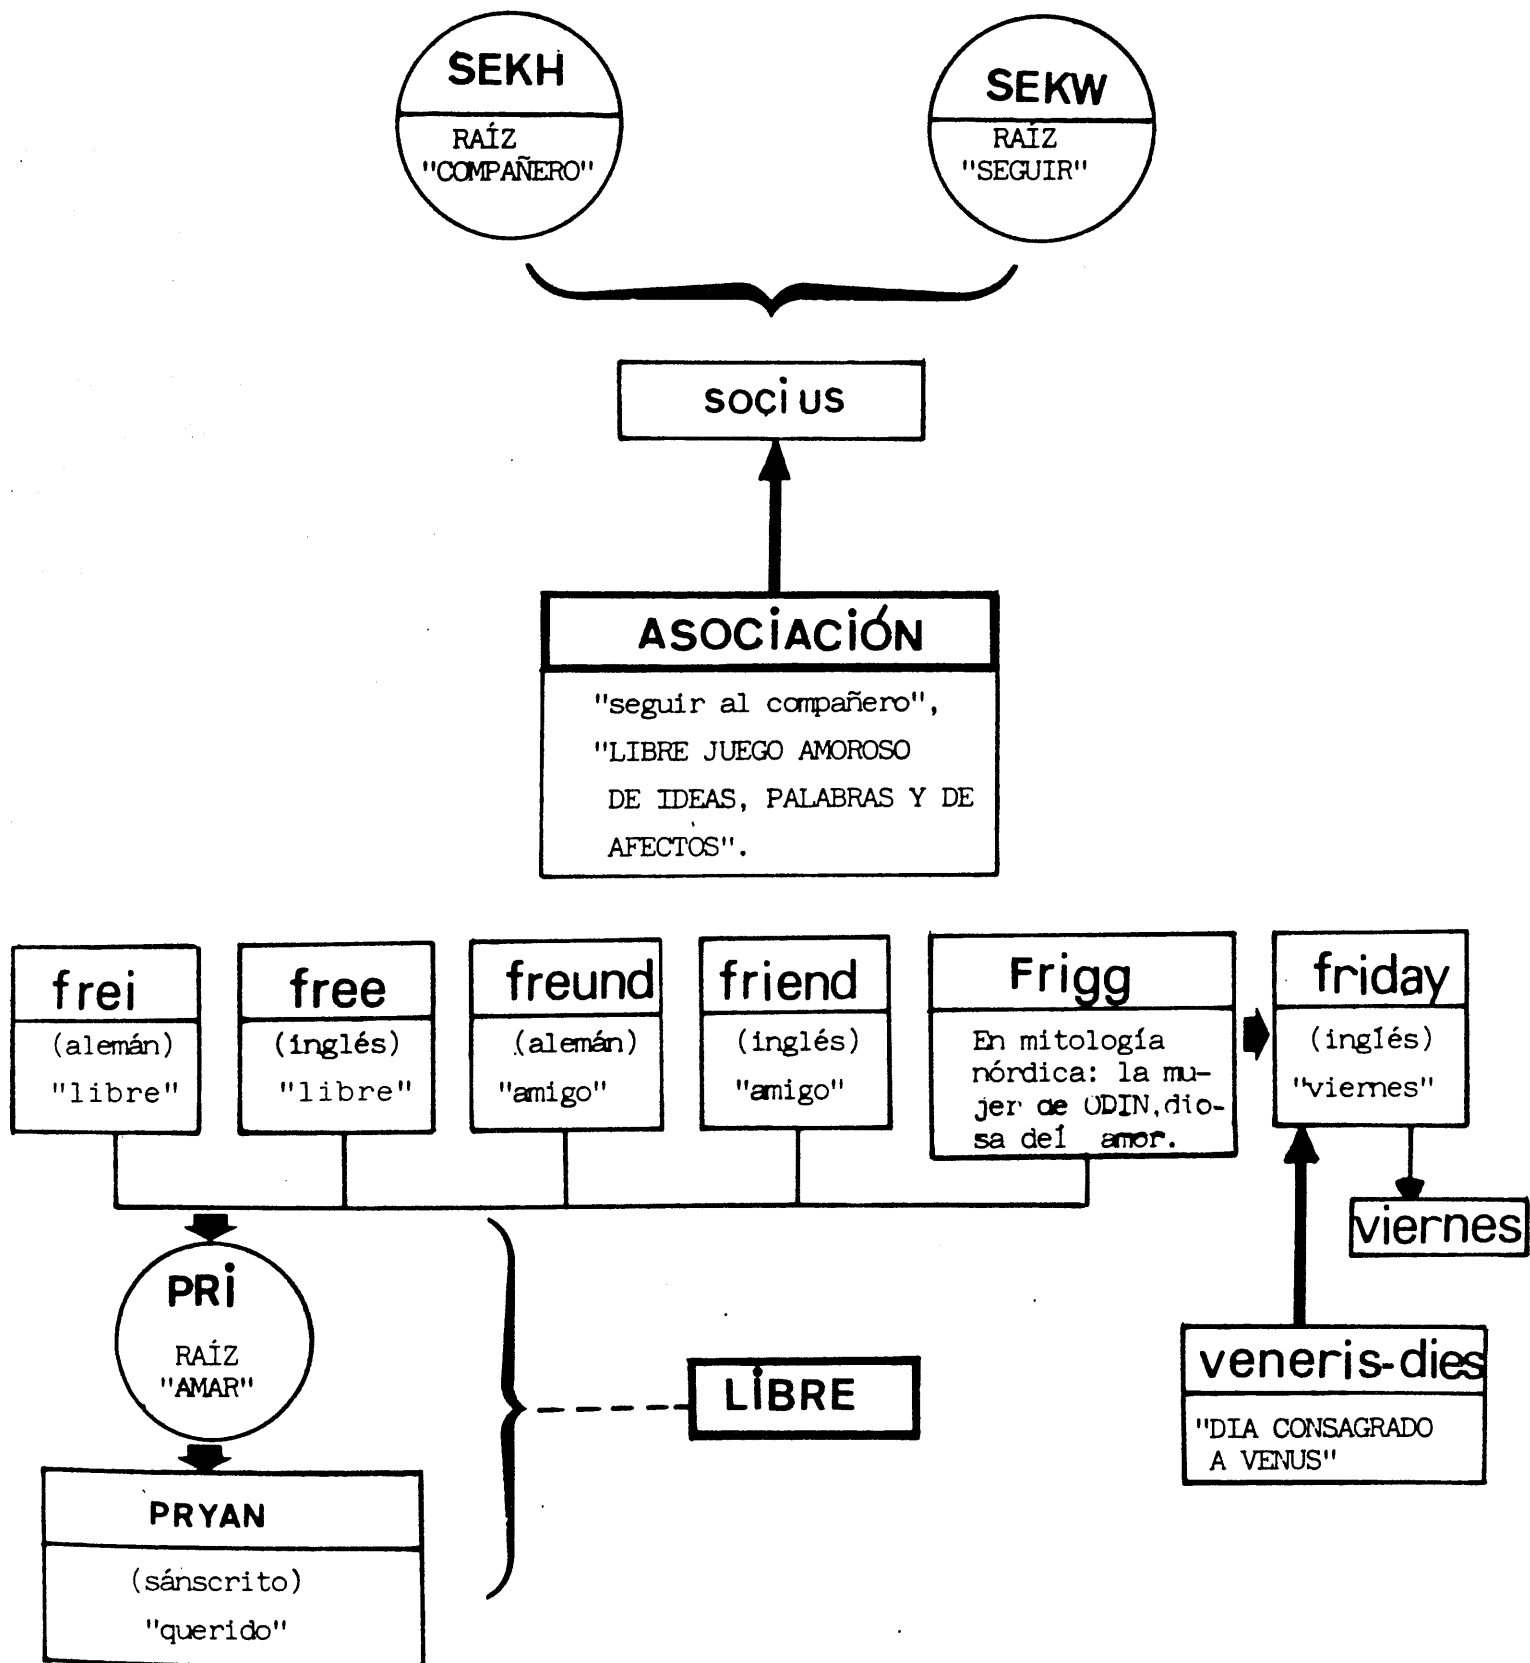 SEKH
RAÍZ
"COMPAÑERO"
SEKW
RAÍZ
"SEGUIR"
socius
ASOCiACiÓN
"seguir al compañero",
"LIBRE JUEGO AMOROSO
DE IDEAS, PALABRAS Y DE
AFECTOS".
frei
(alemán)
"libre"
free
(inglés)
"libre"
freund
(alemán)
"amigo"
friend
(inglés)
"amigo"
Frigg
En mitología
nórdica: la mu-
jer de ODIN,dio-
sa del amor.
friday
(inglés)
"viernes"
viernes
PRi
RAÍZ
"AMAR"
LiBRE
veneris-dies
"DIA CONSAGRADO
A VENUS"
PRYAN
(sánscrito)
"querido"